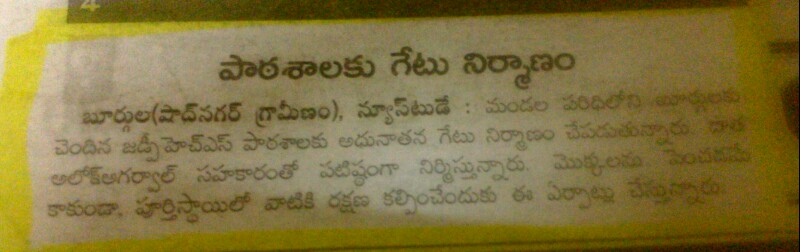 4
పాఠశాలకు గేటు నిర్మాణం
బూర్గుల(షాద్‌నగర్ గ్రామీణం), న్యూస్‌టుడే : మండల పరిధిలోని బూర్గులకు
చెందిన జడ్పీహెచ్ఎస్ పాఠశాలకు అధునాతన గేటు నిర్మాణం చేపడుతున్నారు. దాత
అలోక్అగర్వాల్ సహకారంతో పటిష్ఠంగా నిర్మిస్తున్నారు. మొక్కలను పెంచడమే
కాకుండా, పూర్తిస్థాయిలో వాటికి రక్షణ కల్పించేందుకు ఈ ఏర్పాట్లు చేస్తున్నారు.